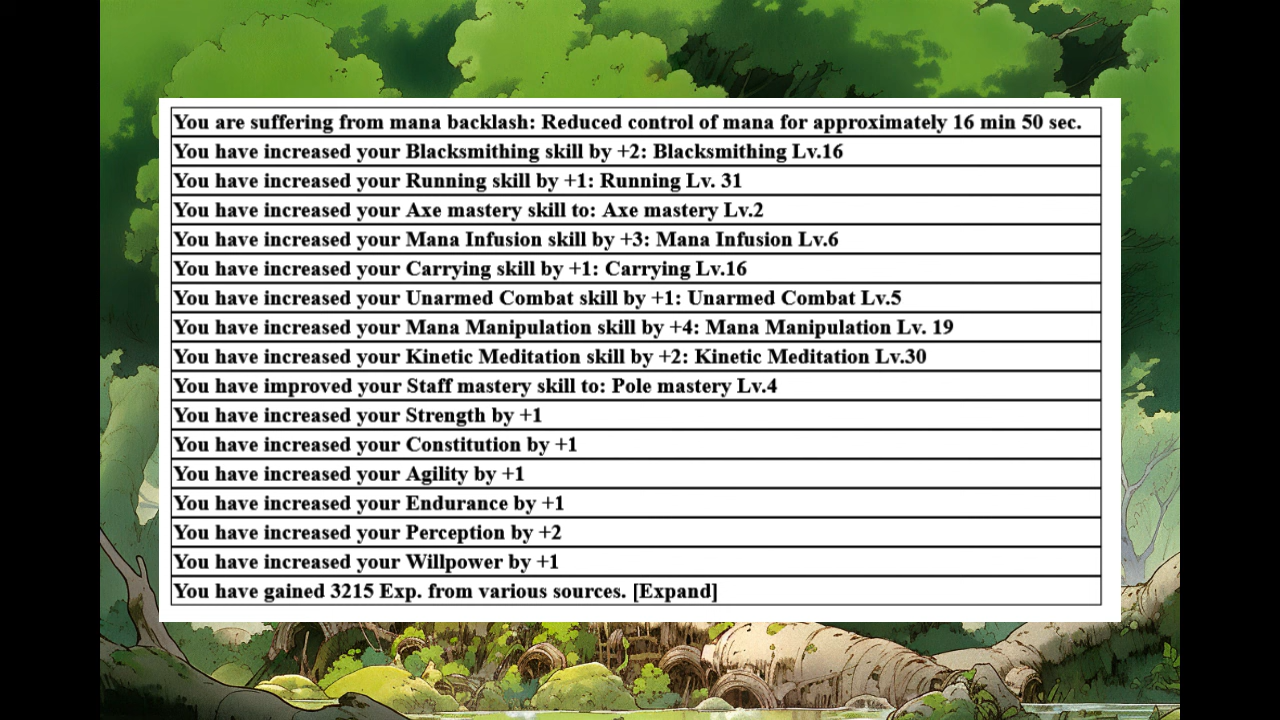 You are suffering from mana backlash: Reduced control of mana for approximately 16 min 50 sec.
You have increased your Blacksmithing skill by +2: Blacksmithing Lv.16
You have increased your Running skill by +1: Running Lv. 31
You have increased your Axe mastery skill to: Axe mastery Lv.2
You have increased your Mana Infusion skill by +3: Mana Infusion Lv.6
You have increased your Carrying skill by +1: Carrying Lv.16
You have increased your Unarmed Combat skill by +1: Unarmed Combat Lv.5
You have increased your Mana Manipulation skill by +4: Mana Manipulation Lv. 19
You have increased your Kinetic Meditation skill by +2: Kinetic Meditation Lv.30
You have improved your Staff mastery skill to: Pole mastery Lv.4
You have increased your Strength by +1
You have increased your Constitution by +1
You have increased your Agility by +1
You have increased your Endurance by +1
You have increased your Perception by +2
You have increased your Willpower by +1
You have gained 3215 Exp. from various sources. [Expand]